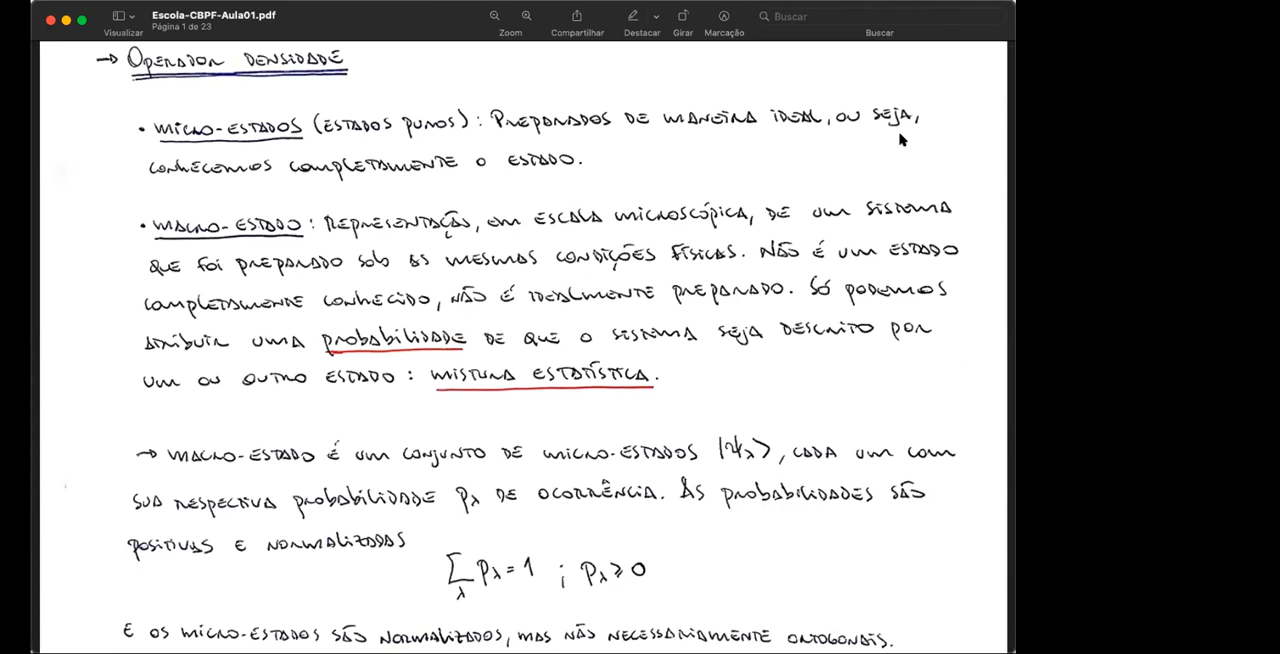 Escola-CBPF-Aula01.pdf
Página 1 de 23
Visualizar
Zoom
Compartilhar
Destacar
Girar
Marcação
Buscar
Buscar
→ OPERADOR DENSIDADE
• MICRO-ESTADOS (ESTADOS PUROS): PREPARADOS DE MANEIRA IDEAL, OU SEJA,
CONHECEMOS COMPLETAMENTE O ESTADO.
• MACRO-ESTADO: REPRESENTAÇÃO, EM ESCALA MICROSCÓPICA, DE UM SISTEMA
QUE FOI PREPARADO SOB AS MESMAS CONDIÇÕES FÍSICAS. NÃO É UM ESTADO
COMPLETAMENTE CONHECIDO, NÃO É IDEALMENTE PREPARADO. SÓ PODEMOS
ATRIBUIR UMA PROBABILIDADE DE QUE O SISTEMA SEJA DESCRITO POR
UM OU OUTRO ESTADO: MISTURA ESTATÍSTICA.
→ MACRO-ESTADO É UM CONJUNTO DE MICRO-ESTADOS |Ψλ⟩, CADA UM COM
SUA RESPECTIVA PROBABILIDADE pλ DE OCORRÊNCIA. AS PROBABILIDADES SÃO
POSITIVAS E NORMALIZADAS
∑λ pλ = 1 ; pλ ⩾ 0
E OS MICRO-ESTADOS SÃO NORMALIZADOS, MAS NÃO NECESSARIAMENTE ORTOGONAIS.